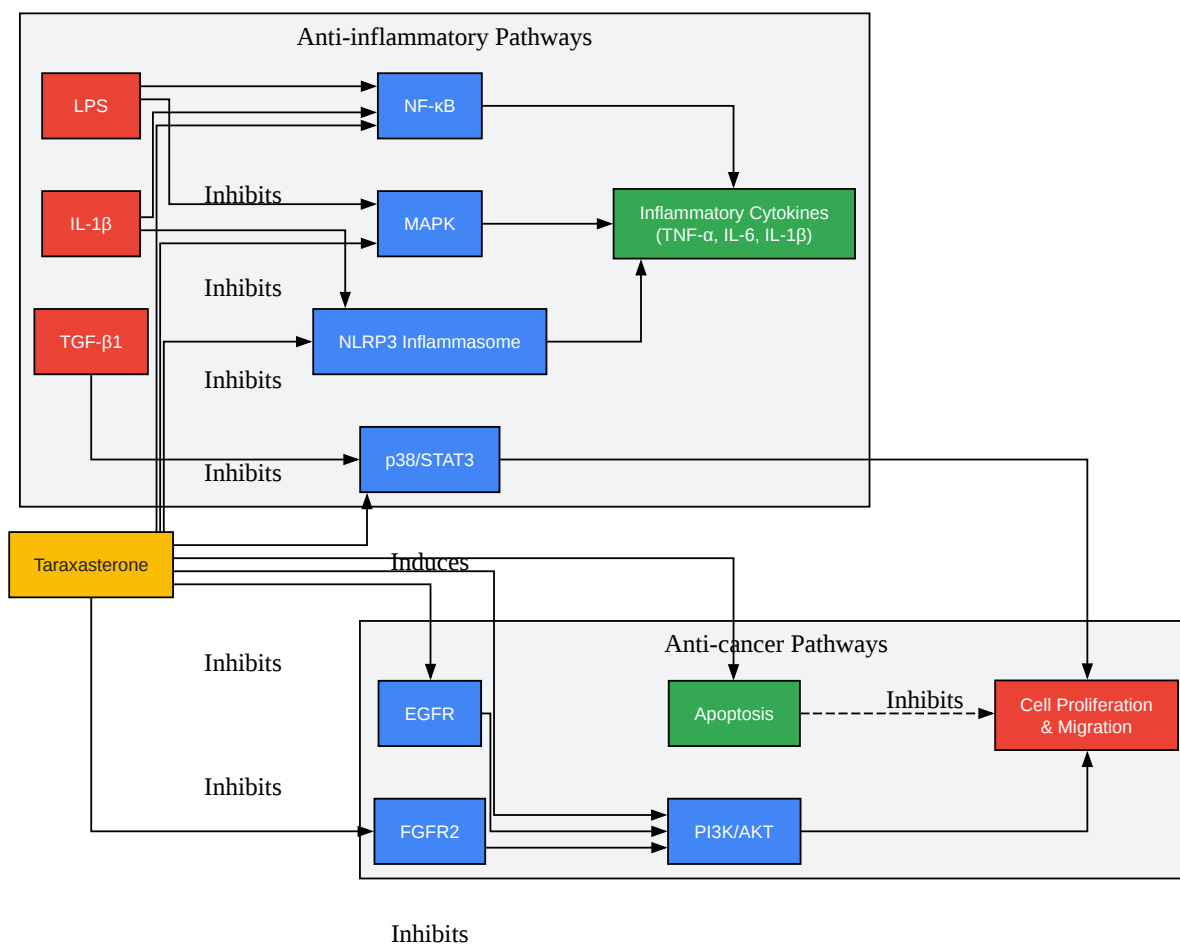 Anti-inflammatory Pathways
LPS
NF-κB
Inhibits
IL-1β
MAPK
Inflammatory Cytokines
(TNF-α, IL-6, IL-1β)
Inhibits
TGF-β1
NLRP3 Inflammasome
Inhibits
p38/STAT3
Inhibits
Taraxasterone
Induces
Anti-cancer Pathways
Inhibits
EGFR
Apoptosis
Inhibits
Cell Proliferation
& Migration
Inhibits
FGFR2
PI3K/AKT
Inhibits